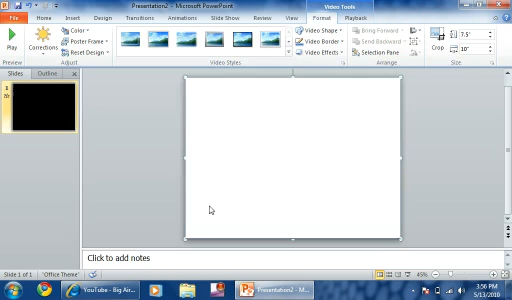 Presentation2 - Microsoft PowerPoint
Video Tools
File Home Insert Design Transitions Animations Slide Show Review View Format Playback
Play
Corrections
Color
Poster Frame
Reset Design
Video Shape
Video Border
Video Effects
Bring Forward
Send Backward
Selection Pane
Crop
7.5"
10"
Preview Adjust Video Styles Arrange Size
Slides Outline
1
Click to add notes
Slide 1 of 1 "Office Theme" 45%
YouTube - Big Air...
Presentation2 - M...
3:56 PM
5/13/2010